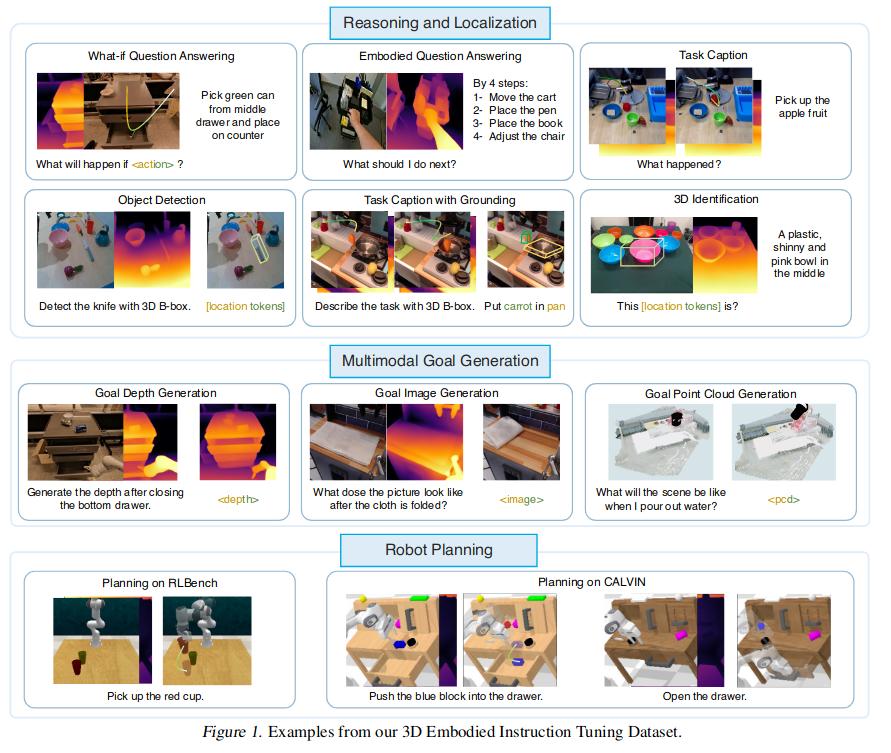 Reasoning and Localization
What-if Question Answering
Pick green can
from middle
drawer and place
on counter
What will happen if <action> ?
Embodied Question Answering
By 4 steps:
1- Move the cart
2- Place the pen
3- Place the book
4- Adjust the chair
What should I do next?
Task Caption
Pick up the
apple fruit
What happened?
Object Detection
Detect the knife with 3D B-box.
[location tokens]
Task Caption with Grounding
Describe the task with 3D B-box.
Put carrot in pan
3D Identification
A plastic,
shinny and
pink bowl in
the middle
This [location tokens] is?
Multimodal Goal Generation
Goal Depth Generation
Generate the depth after closing
the bottom drawer.
<depth>
Goal Image Generation
What dose the picture look like
after the cloth is folded?
<image>
Goal Point Cloud Generation
What will the scene be like
when I pour out water?
<pcd>
Robot Planning
Planning on RLBench
Pick up the red cup.
Planning on CALVIN
Push the blue block into the drawer.
Open the drawer.
Figure 1. Examples from our 3D Embodied Instruction Tuning Dataset.